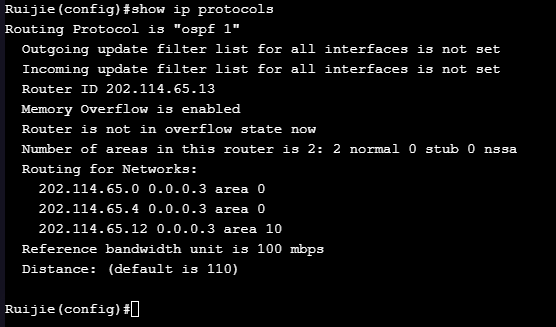 Ruijie(config)#show ip protocols
Routing Protocol is "ospf 1"
  Outgoing update filter list for all interfaces is not set
  Incoming update filter list for all interfaces is not set
  Router ID 202.114.65.13
  Memory Overflow is enabled
  Router is not in overflow state now
  Number of areas in this router is 2: 2 normal 0 stub 0 nssa
  Routing for Networks:
    202.114.65.0 0.0.0.3 area 0
    202.114.65.4 0.0.0.3 area 0
    202.114.65.12 0.0.0.3 area 10
  Reference bandwidth unit is 100 mbps
  Distance: (default is 110)
Ruijie(config)#